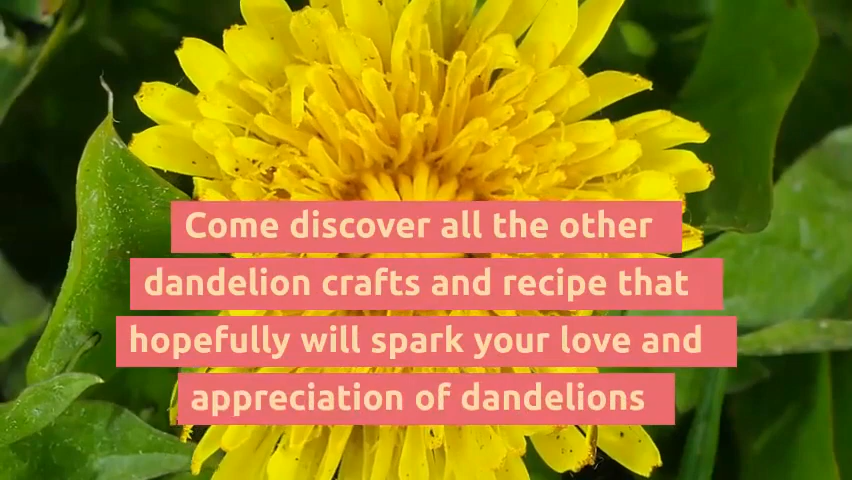 Come discover all the other
dandelion crafts and recipe that
hopefully will spark your love and
appreciation of dandelions